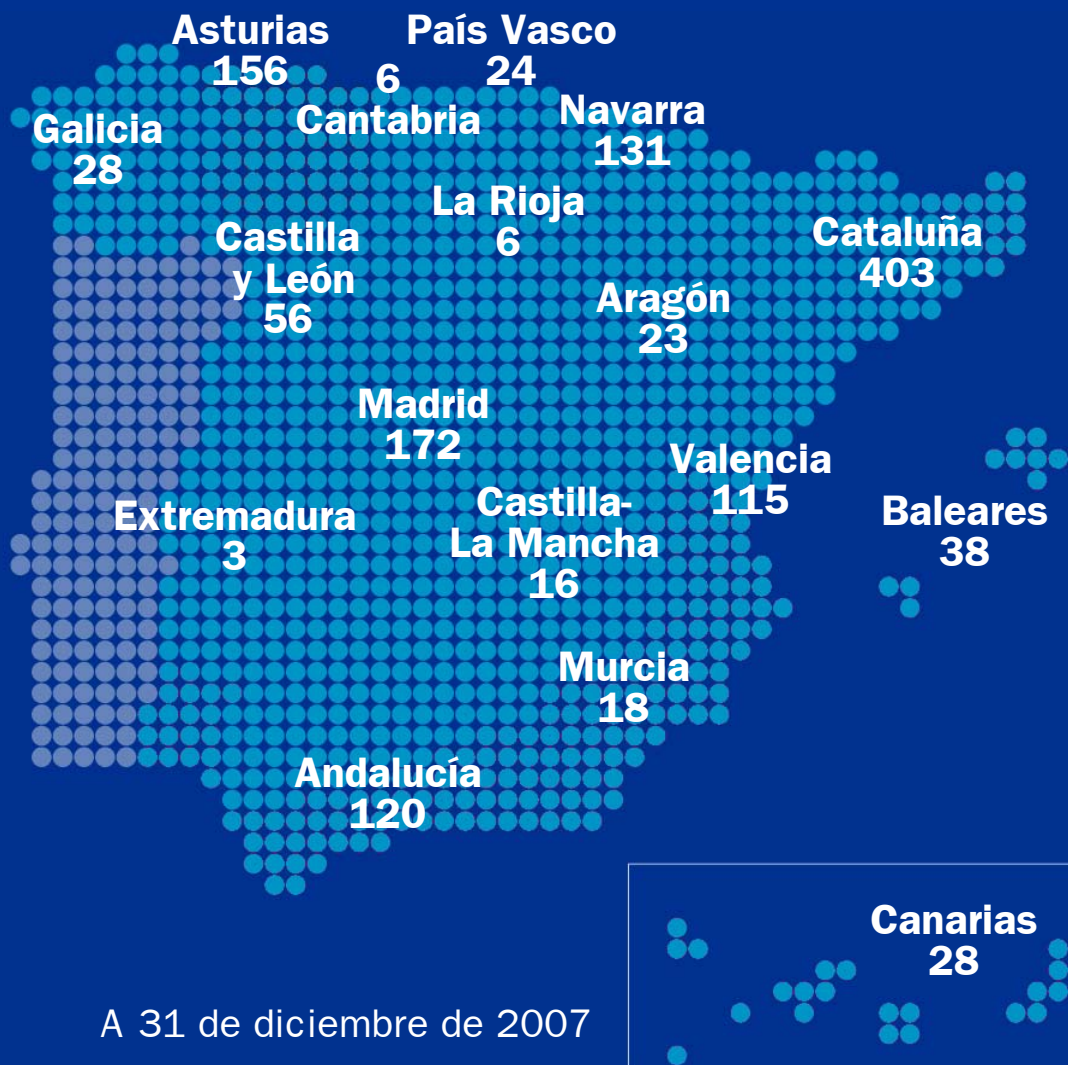 Asturias
156
País Vasco
24
6
Cantabria
Navarra
131
Galicia
28
La Rioja
6
Castilla
y León
56
Cataluña
403
Aragón
23
Madrid
172
Valencia
115
Extremadura
3
Castilla-
La Mancha
16
Baleares
38
Murcia
18
Andalucía
120
Canarias
28
A 31 de diciembre de 2007